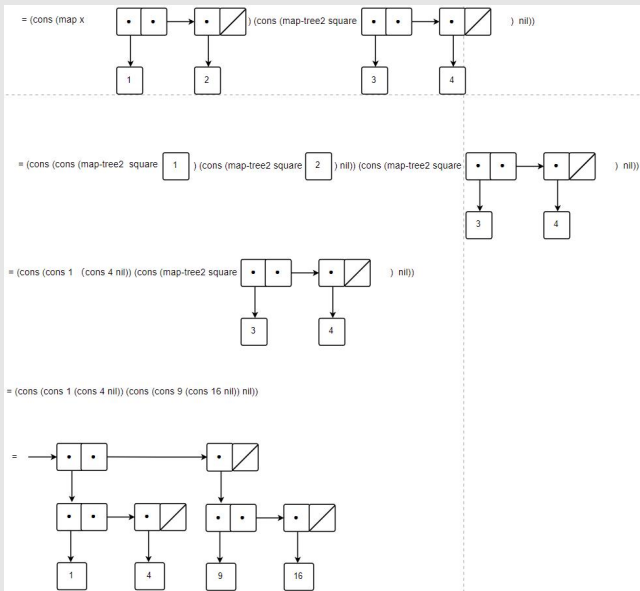 = (cons (map x ) (cons (map-tree2 square ) nil))
1 2 3 4
= (cons (cons (map-tree2 square 1 ) (cons (map-tree2 square 2 ) nil)) (cons (map-tree2 square ) nil))
3 4
= (cons (cons 1 (cons 4 nil)) (cons (map-tree2 square ) nil))
3 4
= (cons (cons 1 (cons 4 nil)) (cons (cons 9 (cons 16 nil)) nil))
=
1 4 9 16